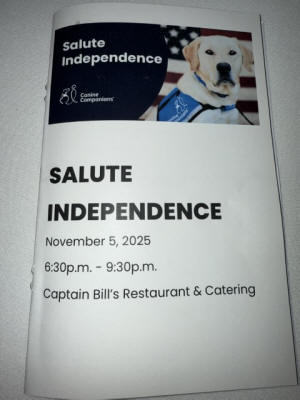 Salute
Independence
Canine
Companions®
SALUTE
INDEPENDENCE
November 5, 2025
6:30p.m. - 9:30p.m.
Captain Bill's Restaurant & Catering